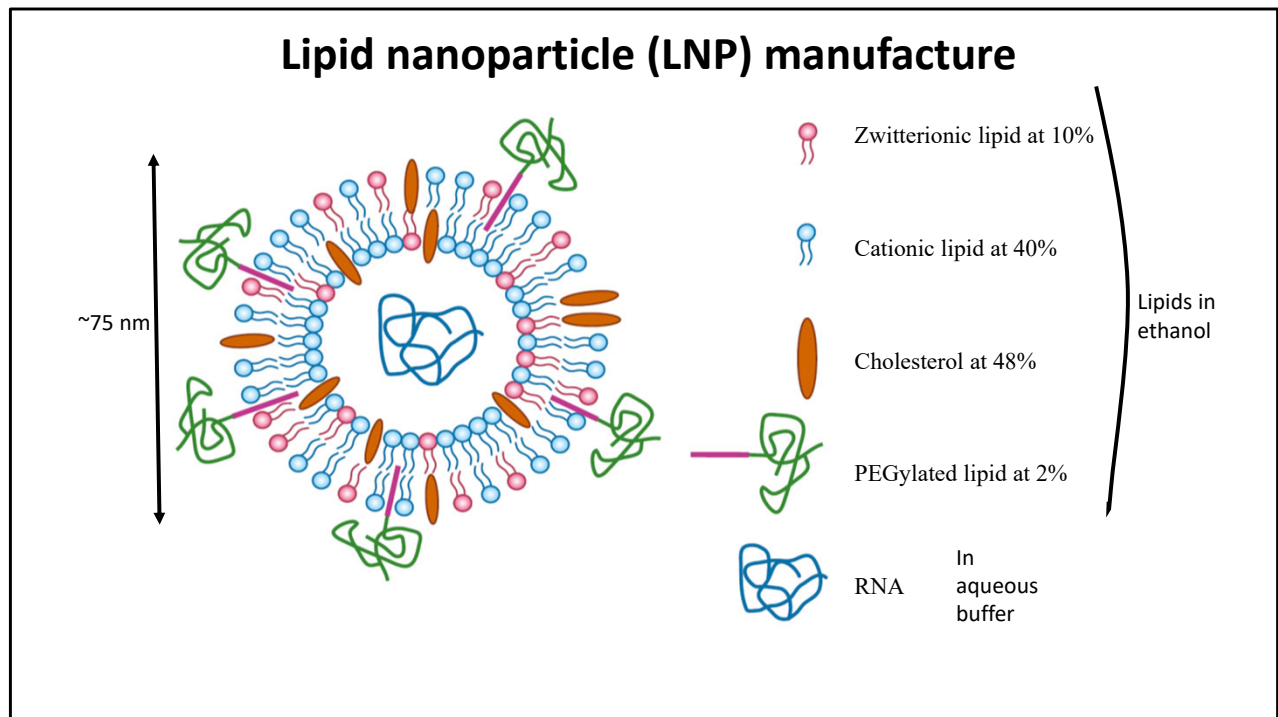 Lipid nanoparticle (LNP) manufacture
~75 nm
Zwitterionic lipid at 10%
Cationic lipid at 40%
Cholesterol at 48%
PEGylated lipid at 2%
Lipids in
ethanol
RNA
In
aqueous
buffer